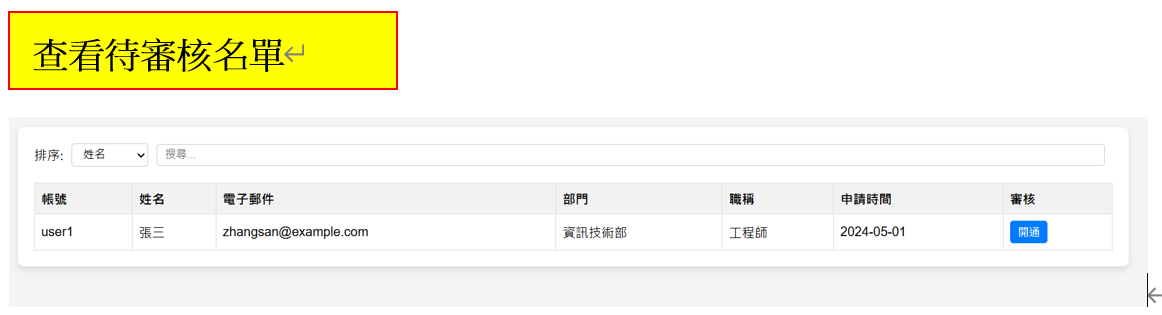 查看待審核名單
排序: 姓名 搜尋...
帳號 姓名 電子郵件 部門 職稱 申請時間 審核
user1 張三 zhangsan@example.com 資訊技術部 工程師 2024-05-01 開通